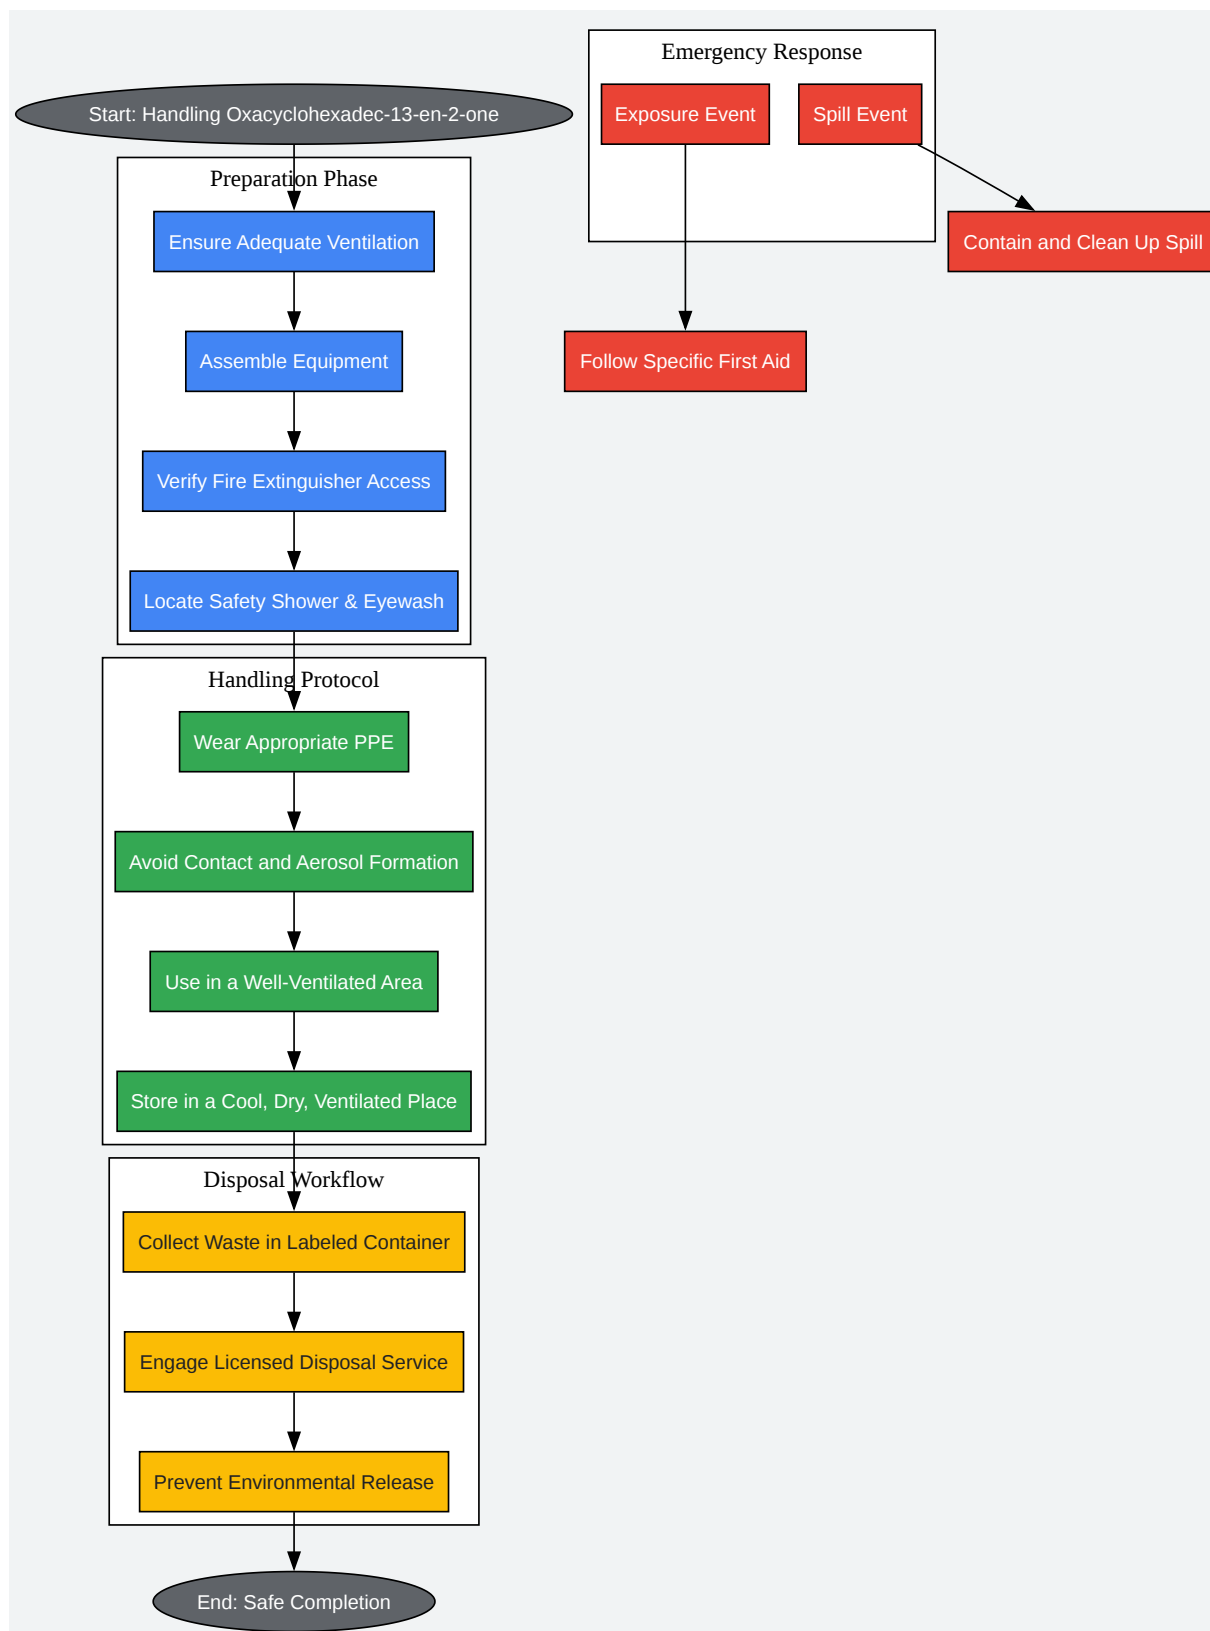 Start: Handling Oxacyclohexadec-13-en-2-one
Preparation Phase
Ensure Adequate Ventilation
Assemble Equipment
Verify Fire Extinguisher Access
Locate Safety Shower & Eyewash
Handling Protocol
Wear Appropriate PPE
Avoid Contact and Aerosol Formation
Use in a Well-Ventilated Area
Store in a Cool, Dry, Ventilated Place
Disposal Workflow
Collect Waste in Labeled Container
Engage Licensed Disposal Service
Prevent Environmental Release
End: Safe Completion
Emergency Response
Exposure Event
Spill Event
Contain and Clean Up Spill
Follow Specific First Aid